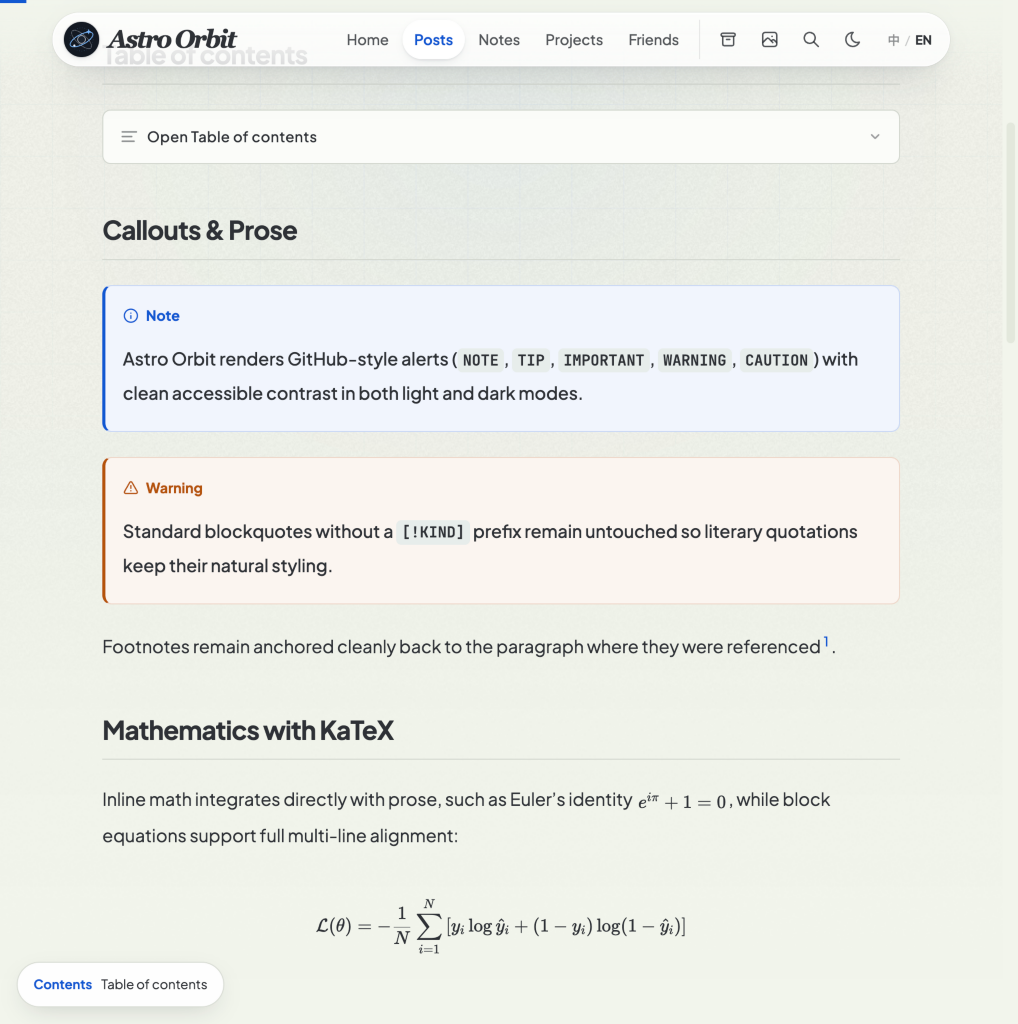 Astro Orbit
Home Posts Notes Projects Friends 中 / EN
Table of contents
Open Table of contents
Callouts & Prose
Note
Astro Orbit renders GitHub-style alerts ( NOTE , TIP , IMPORTANT , WARNING , CAUTION ) with
clean accessible contrast in both light and dark modes.
Warning
Standard blockquotes without a [!KIND] prefix remain untouched so literary quotations
keep their natural styling.
Footnotes remain anchored cleanly back to the paragraph where they were referenced 1 .
Mathematics with KaTeX
Inline math integrates directly with prose, such as Euler’s identity e^{iπ} + 1 = 0 , while block
equations support full multi-line alignment:
ℒ(θ) = −\frac{1}{N} \sum_{i=1}^{N} [y_i log ŷ_i + (1 − y_i) log(1 − ŷ_i)]
Contents Table of contents